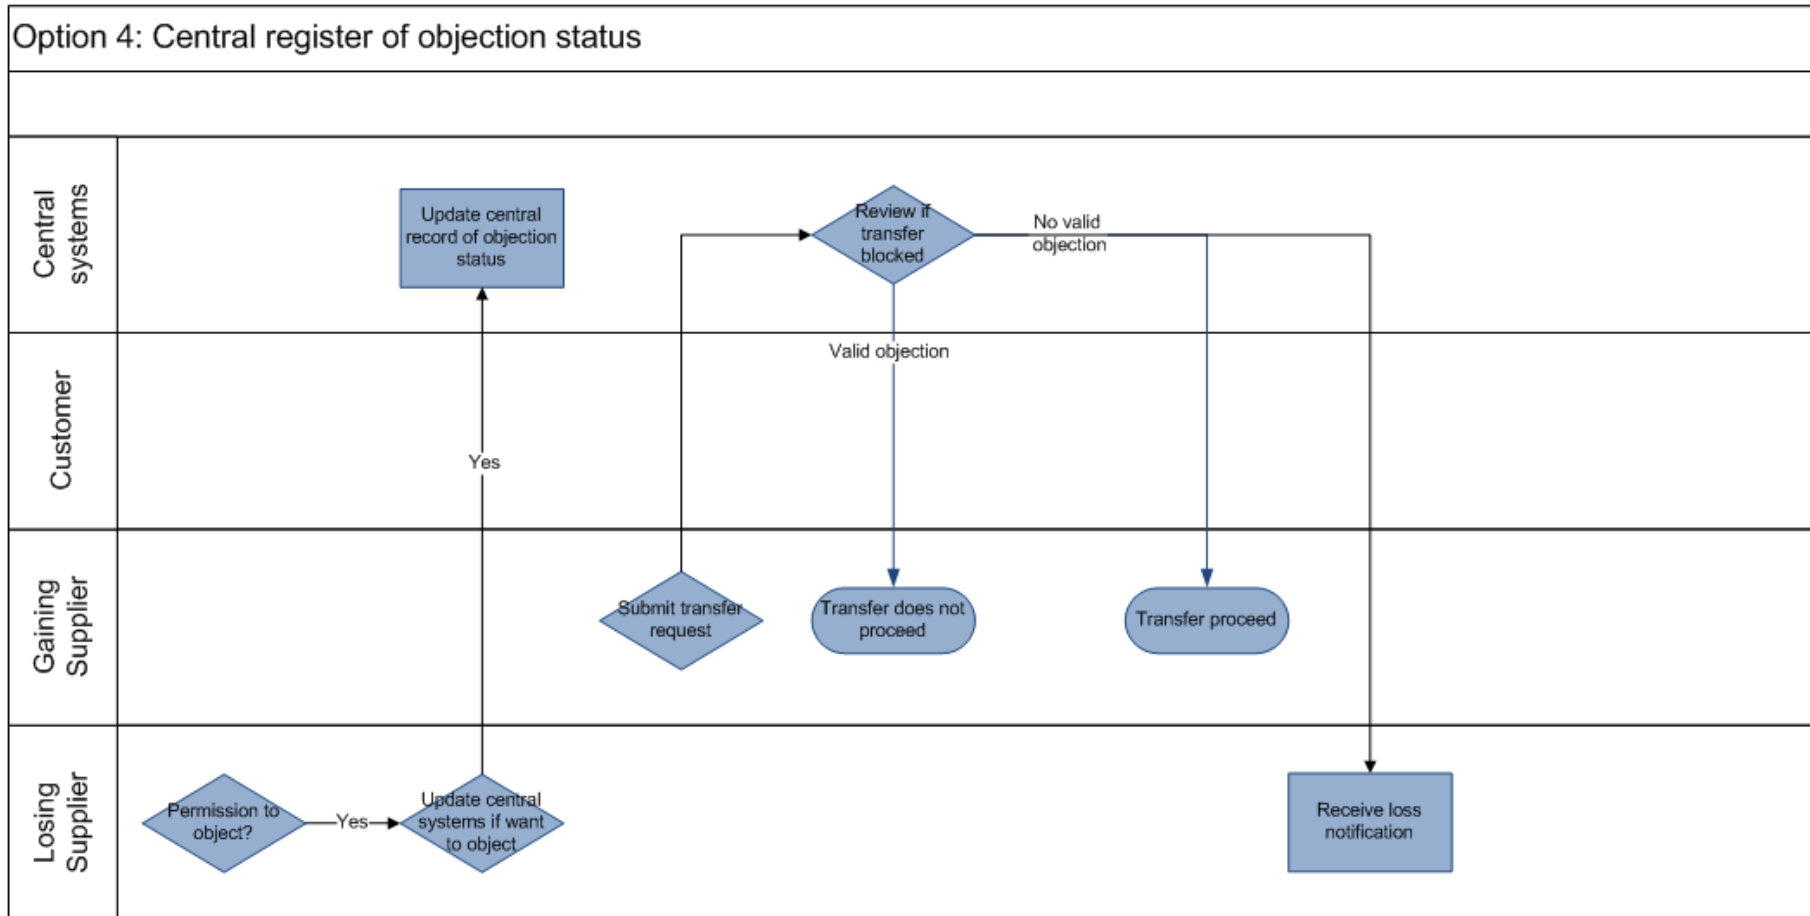 Option 4: Central register of objection status
Central
systems
Update central
record of objection
status
Review if
transfer
blocked
No valid
objection
Customer
Valid objection
Yes
Gaining
Supplier
Submit transfer
request
Transfer does not
proceed
Transfer proceed
Losing
Supplier
Permission to
object?
Yes
Update central
systems if want
to object
Receive loss
notification